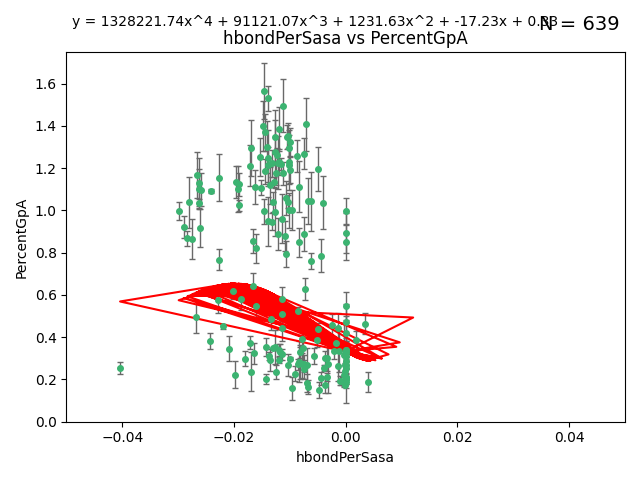 y = 1328221.74x^4 + 91121.07x^3 + 1231.63x^2 + -17.23x +
N = 639
hbondPerSasa vs PercentGpA
PercentGpA
1.6
1.4
1.2
1.0
0.8
0.6
0.4
0.2
0.0
−0.04 −0.02 0.00 0.02 0.04
hbondPerSasa